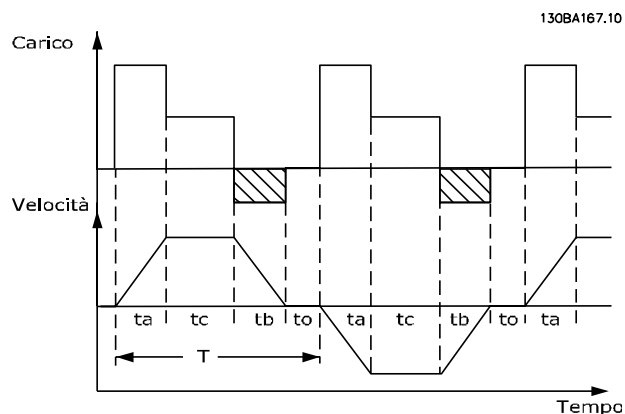 130BA167.10
Carico
Velocità
ta tc tb to ta tc tb to ta
T
Tempo